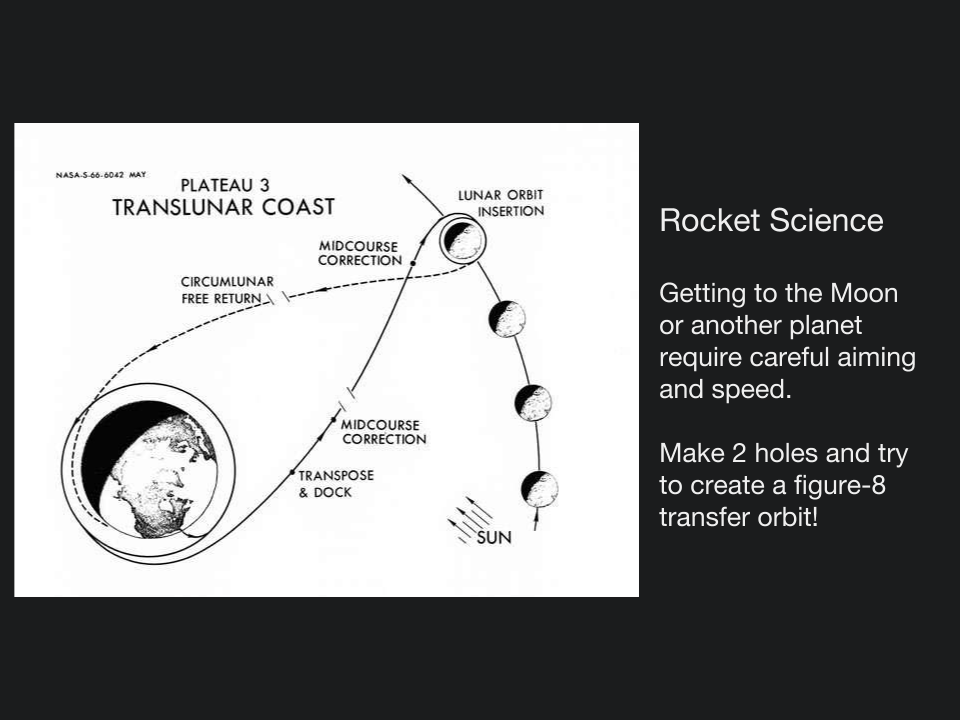 NASA-S-66-6042 MAY
PLATEAU 3
TRANSLUNAR COAST
LUNAR ORBIT
INSERTION
MIDCOURSE
CORRECTION
CIRCUMLUNAR
FREE RETURN
MIDCOURSE
CORRECTION
TRANSPOSE
& DOCK
SUN
Rocket Science
Getting to the Moon
or another planet
require careful aiming
and speed.
Make 2 holes and try
to create a figure-8
transfer orbit!